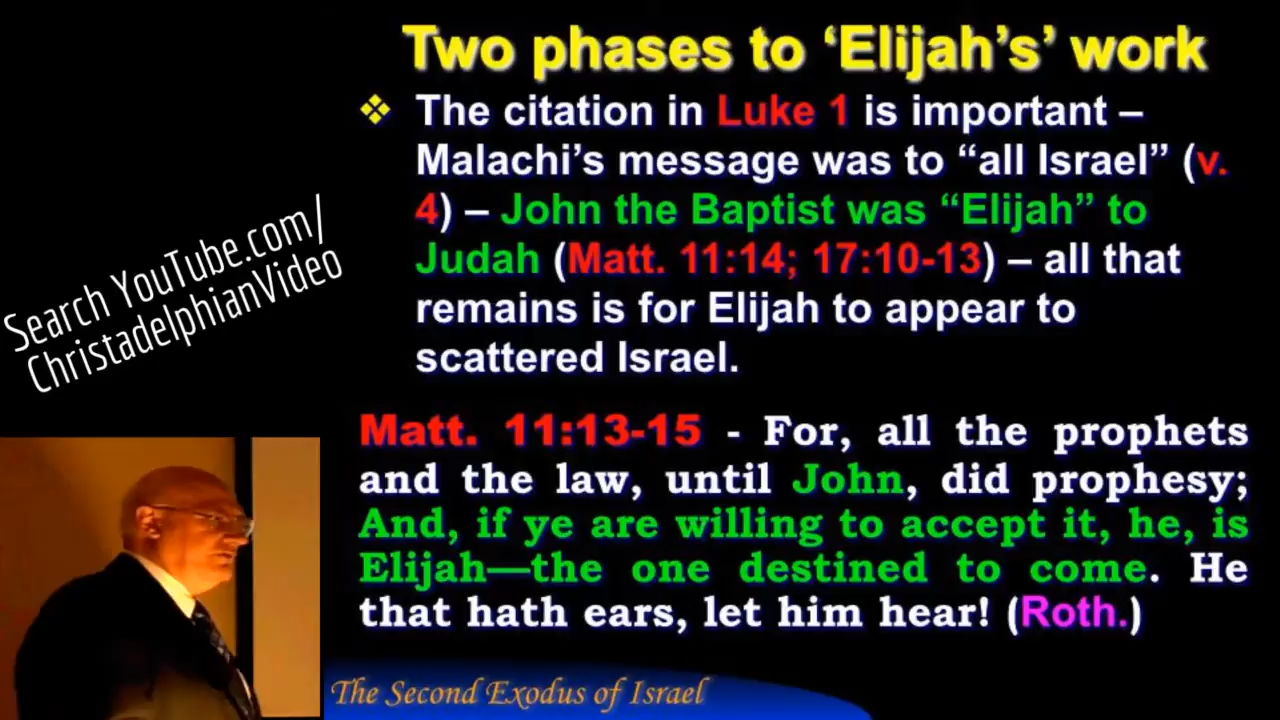 Two phases to ‘Elijah’s’ work
❖ The citation in Luke 1 is important –
Malachi’s message was to “all Israel” (v.
4) – John the Baptist was “Elijah” to
Judah (Matt. 11:14; 17:10-13) – all that
remains is for Elijah to appear to
scattered Israel.
Search YouTube.com/
ChristadelphianVideo
Matt. 11:13-15 - For, all the prophets
and the law, until John, did prophesy;
And, if ye are willing to accept it, he, is
Elijah—the one destined to come. He
that hath ears, let him hear! (Roth.)
The Second Exodus of Israel